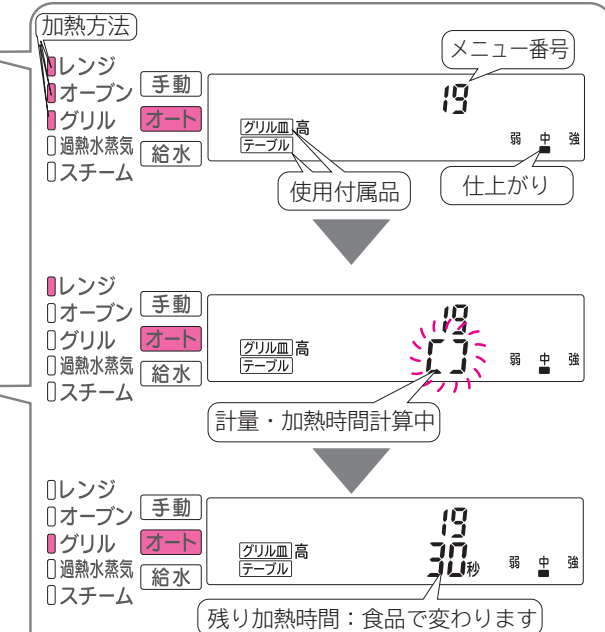 加熱方法
メニュー番号
レンジ
オーブン
グリル
過熱水蒸気
スチーム
手動
オート
給水
19
グリル皿 高
テーブル
弱 中 強
使用付属品
仕上がり
レンジ
オーブン
グリル
過熱水蒸気
スチーム
手動
オート
給水
19
グリル皿 高
テーブル
弱 中 強
計量・加熱時間計算中
レンジ
オーブン
グリル
過熱水蒸気
スチーム
手動
オート
給水
19
グリル皿 高
テーブル
30秒
弱 中 強
残り加熱時間：食品で変わります